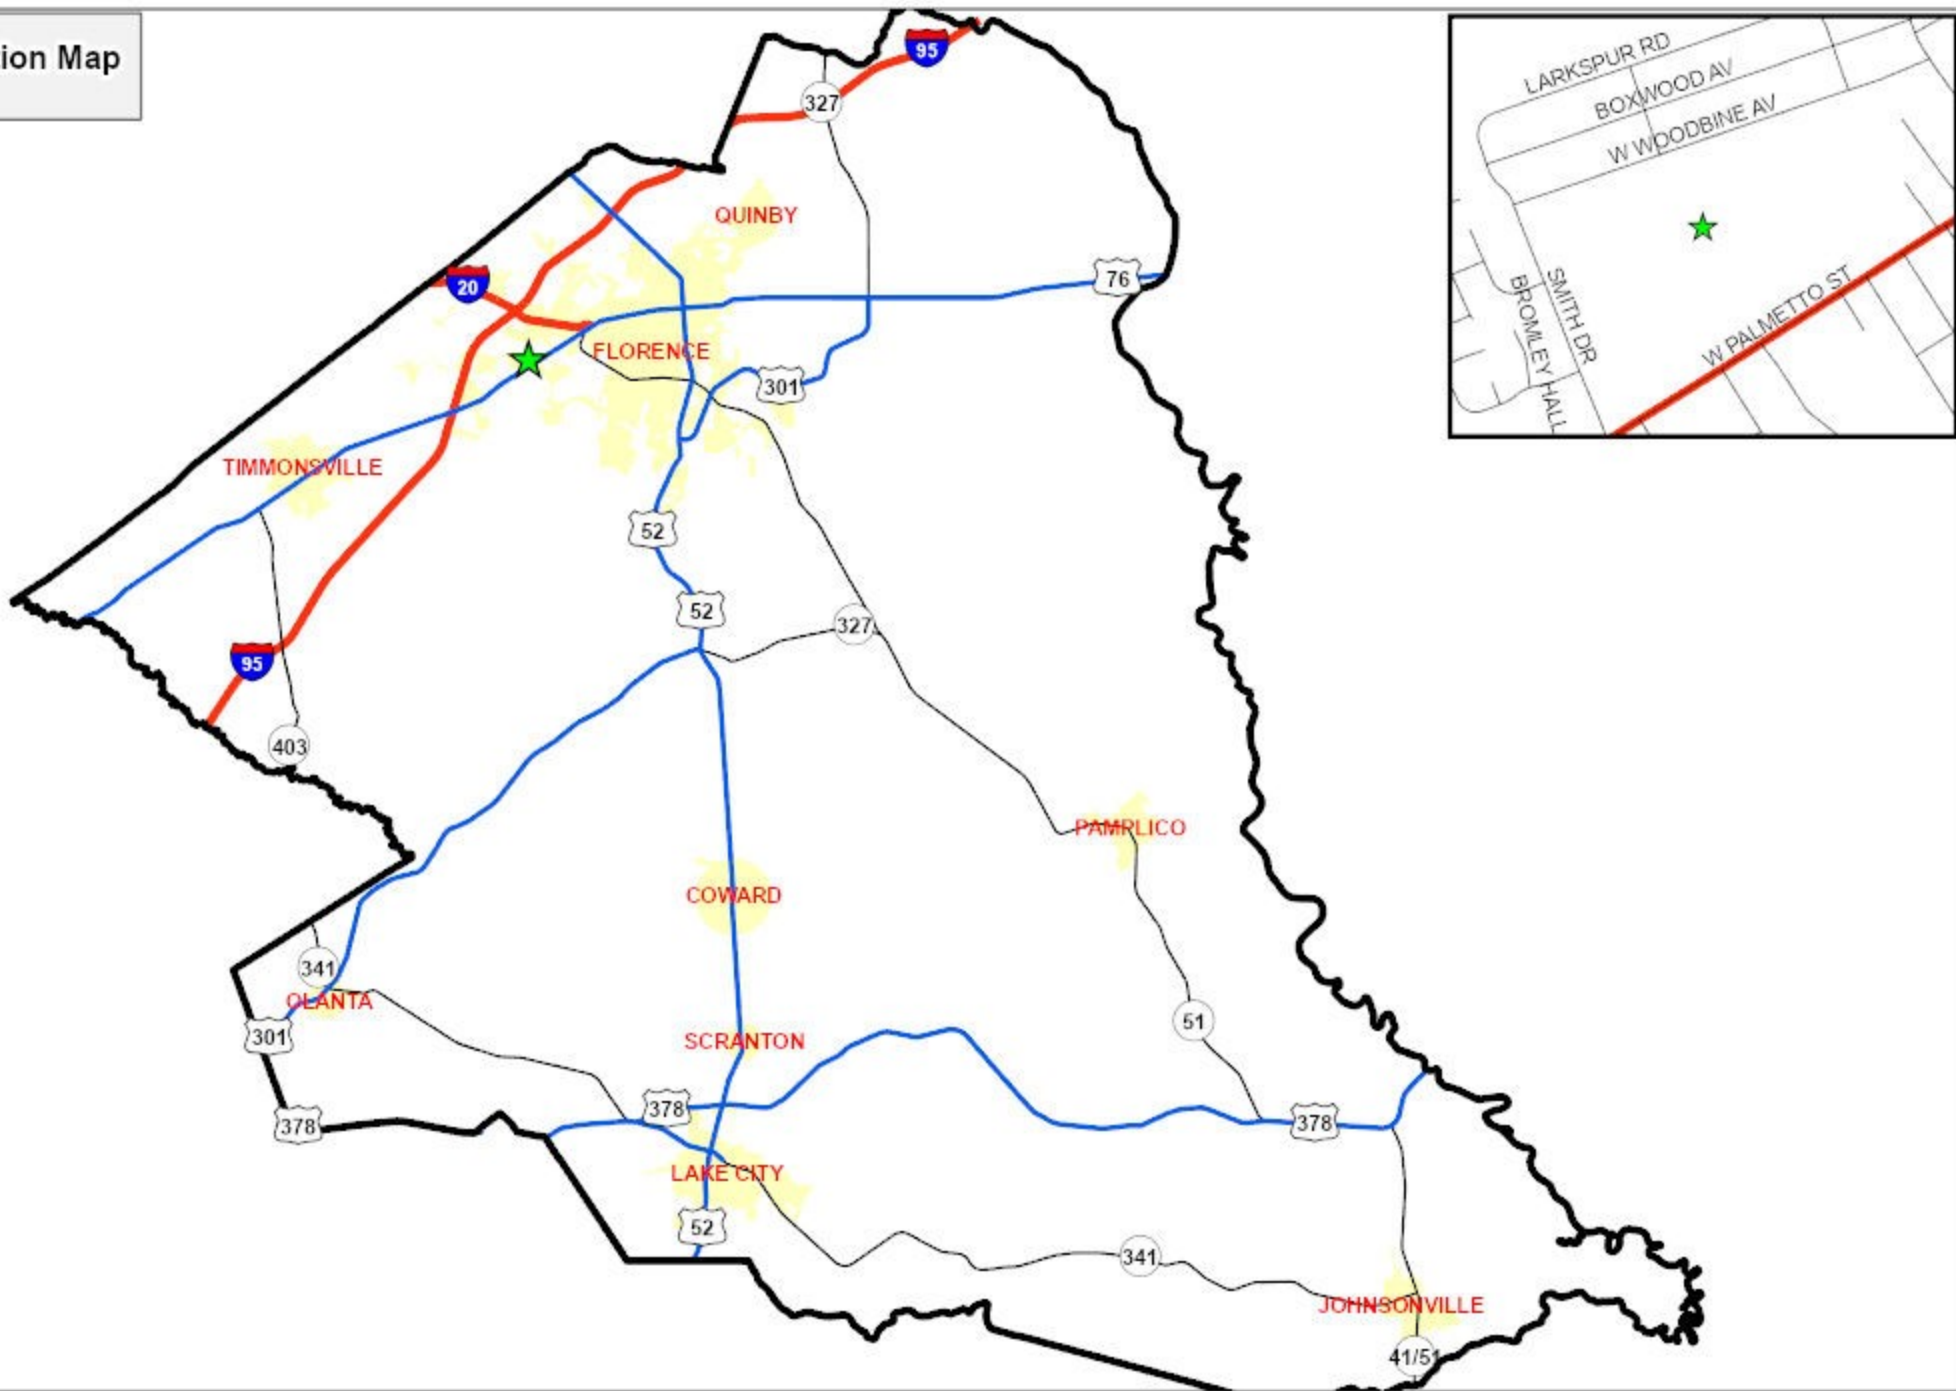 ion Map
95
327
LARKSPUR RD
BOXWOOD AV
W WOODBINE AV
SMITH DR
BROMLEY HALL
W PALMETTO ST
QUINBY
20
76
FLORENCE
301
TIMMONSVILLE
52
52
327
95
403
PAMPLICO
COWARD
341
OLANTA
301
51
SCRANTON
378
378
378
LAKE CITY
52
341
JOHNSONVILLE
41/51